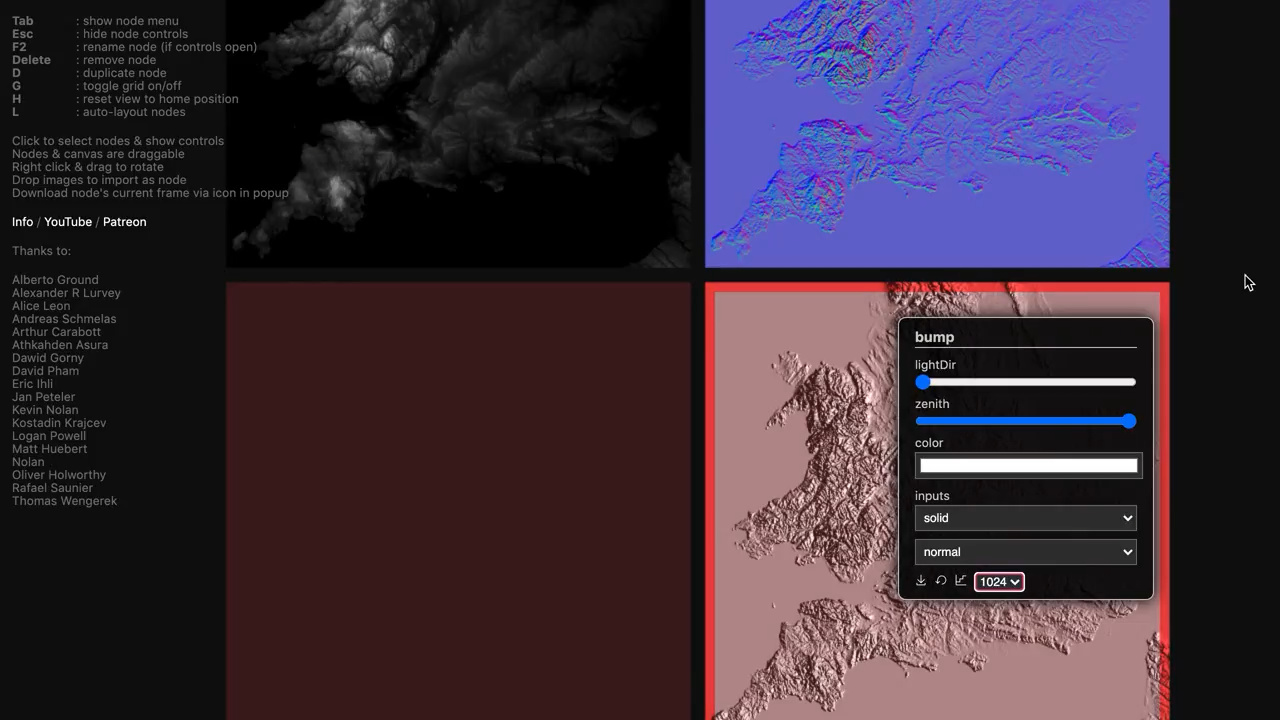 Tab : show node menu
Esc : hide node controls
F2 : rename node (if controls open)
Delete : remove node
D : duplicate node
G : toggle grid on/off
H : reset view to home position
L : auto-layout nodes
Click to select nodes & show controls
Nodes & canvas are draggable
Right click & drag to rotate
Drop images to import as node
Download node's current frame via icon in popup
Info / YouTube / Patreon
Thanks to:
Alberto Ground
Alexander R Lurvey
Alice Leon
Andreas Schmelas
Arthur Carabott
Athkahden Asura
Dawid Gorny
David Pham
Eric Ihli
Jan Peteler
Kevin Nolan
Kostadin Krajcev
Logan Powell
Matt Huebert
Nolan
Oliver Holworthy
Rafael Saunier
Thomas Wengerek
bump
lightDir
zenith
color
inputs
solid
normal
1024